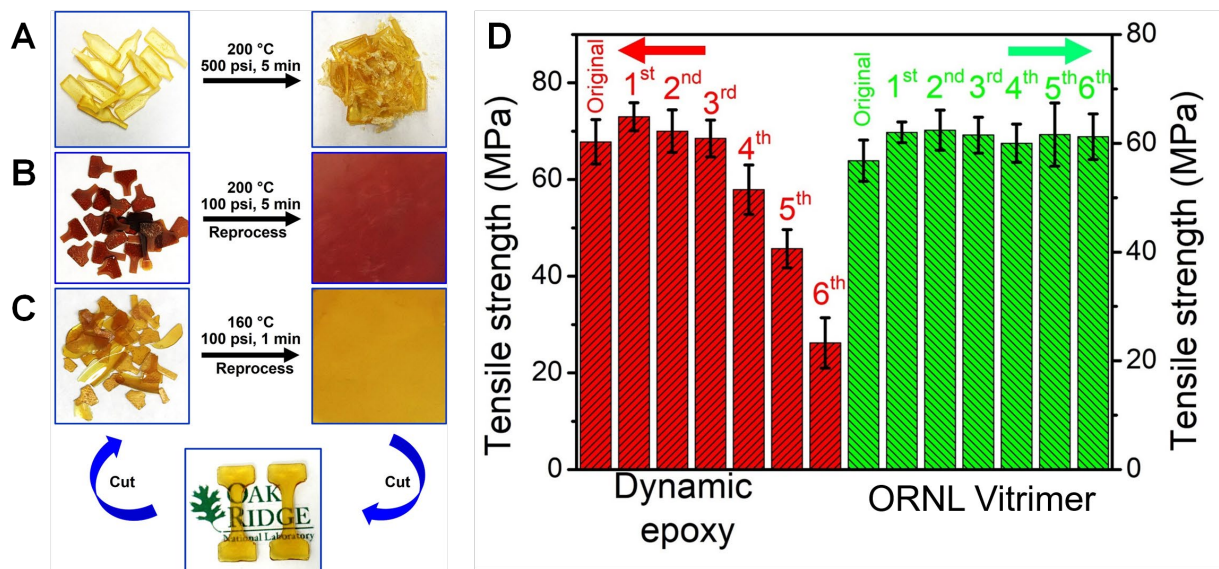 A
200 °C
500 psi, 5 min
B
200 °C
100 psi, 5 min
Reprocess
C
160 °C
100 psi, 1 min
Reprocess
Cut
Cut
OAK
RIDGE
National Laboratory
D
Tensile strength (MPa)
80
60
40
20
0
Original
1st
2nd
3rd
4th
5th
6th
Original
1st
2nd
3rd
4th
5th
6th
80
60
40
20
0
Tensile strength (MPa)
Dynamic
epoxy
ORNL Vitrimer